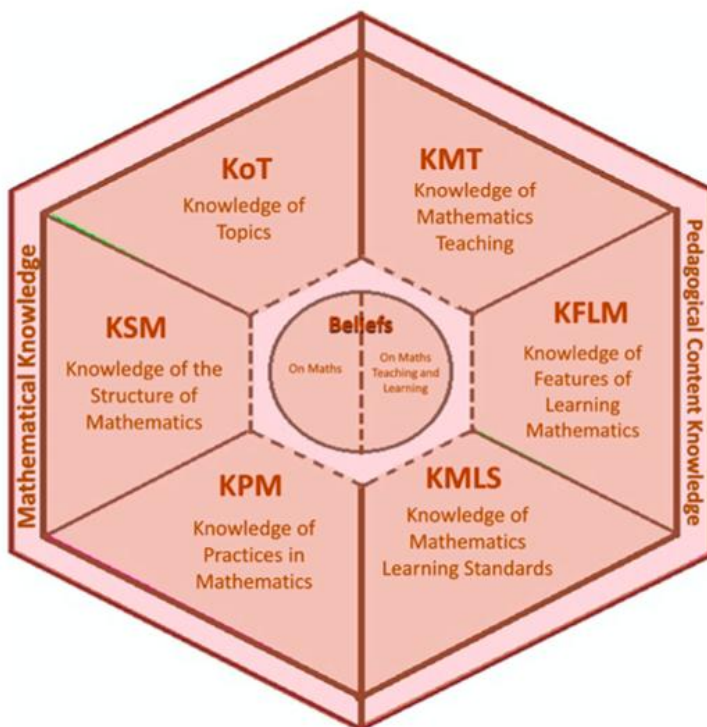 KoT
Knowledge of
Topics
KMT
Knowledge of
Mathematics
Teaching
Mathematical Knowledge
KSM
Knowledge of the
Structure of
Mathematics
Beliefs
On Maths
On Maths
Teaching and
Learning
KFLM
Knowledge of
Features of
Learning
Mathematics
Pedagogical Content Knowledge
KPM
Knowledge of
Practices in
Mathematics
KMLS
Knowledge of
Mathematics
Learning Standards